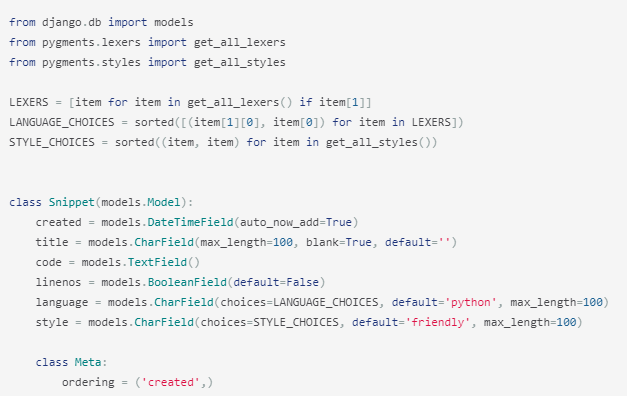 from django.db import models
from pygments.lexers import get_all_lexers
from pygments.styles import get_all_styles

LEXERS = [item for item in get_all_lexers() if item[1]]
LANGUAGE_CHOICES = sorted([(item[1][0], item[0]) for item in LEXERS])
STYLE_CHOICES = sorted((item, item) for item in get_all_styles())


class Snippet(models.Model):
    created = models.DateTimeField(auto_now_add=True)
    title = models.CharField(max_length=100, blank=True, default='')
    code = models.TextField()
    linenos = models.BooleanField(default=False)
    language = models.CharField(choices=LANGUAGE_CHOICES, default='python', max_length=100)
    style = models.CharField(choices=STYLE_CHOICES, default='friendly', max_length=100)

    class Meta:
        ordering = ('created',)